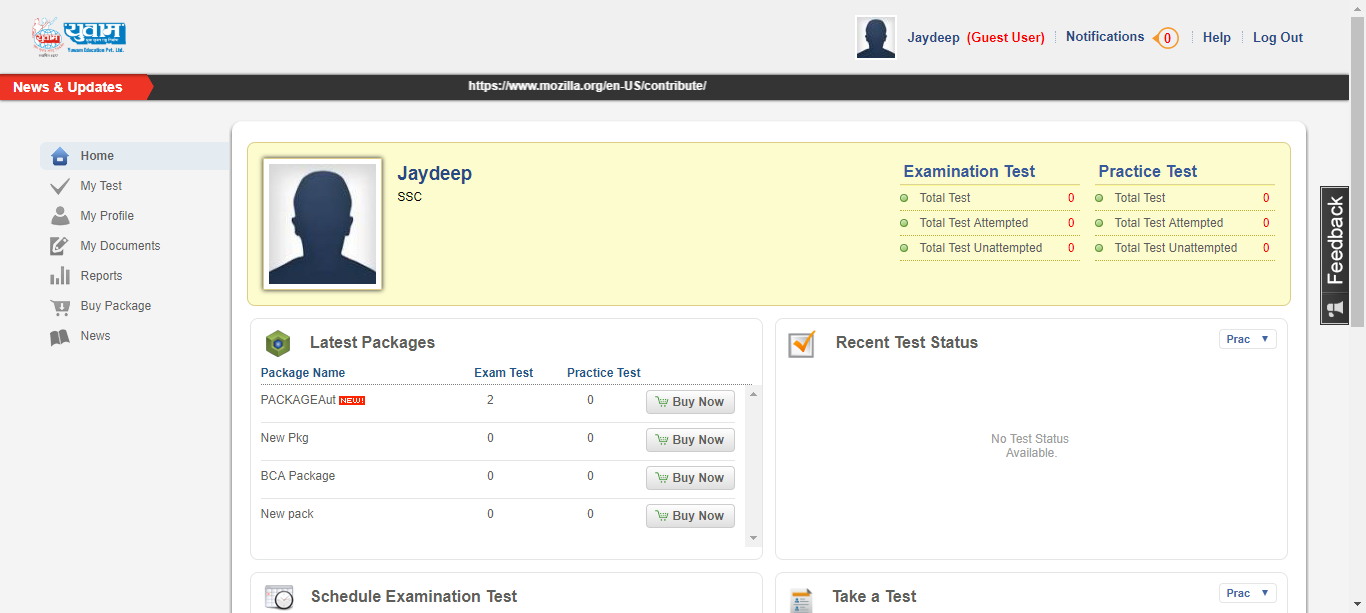 युवाम
Yuwam Education Pvt. Ltd.
Jaydeep (Guest User)
Notifications 0
Help
Log Out
News & Updates
https://www.mozilla.org/en-US/contribute/
Home
My Test
My Profile
My Documents
Reports
Buy Package
News
Jaydeep
SSC
Examination Test
Total Test 0
Total Test Attempted 0
Total Test Unattempted 0
Practice Test
Total Test 0
Total Test Attempted 0
Total Test Unattempted 0
Feedback
Latest Packages
Package Name Exam Test Practice Test
PACKAGEAut NEW! 2 0 Buy Now
New Pkg 0 0 Buy Now
BCA Package 0 0 Buy Now
New pack 0 0 Buy Now
Recent Test Status
Prac
No Test Status
Available.
Schedule Examination Test
Take a Test
Prac